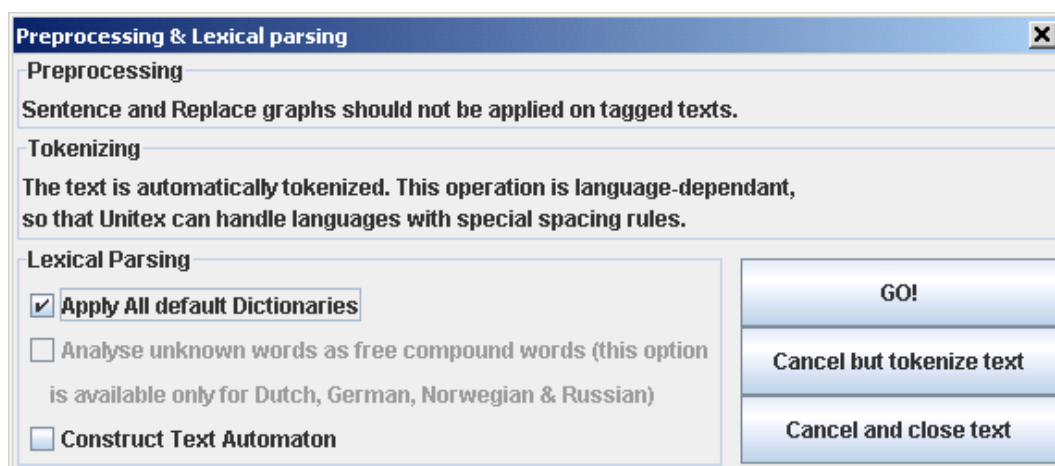 Preprocessing & Lexical parsing
Preprocessing
Sentence and Replace graphs should not be applied on tagged texts.
Tokenizing
The text is automatically tokenized. This operation is language-dependant,
so that Unitex can handle languages with special spacing rules.
Lexical Parsing
Apply All default Dictionaries
Analyse unknown words as free compound words (this option
is available only for Dutch, German, Norwegian & Russian)
Construct Text Automaton
GO!
Cancel but tokenize text
Cancel and close text